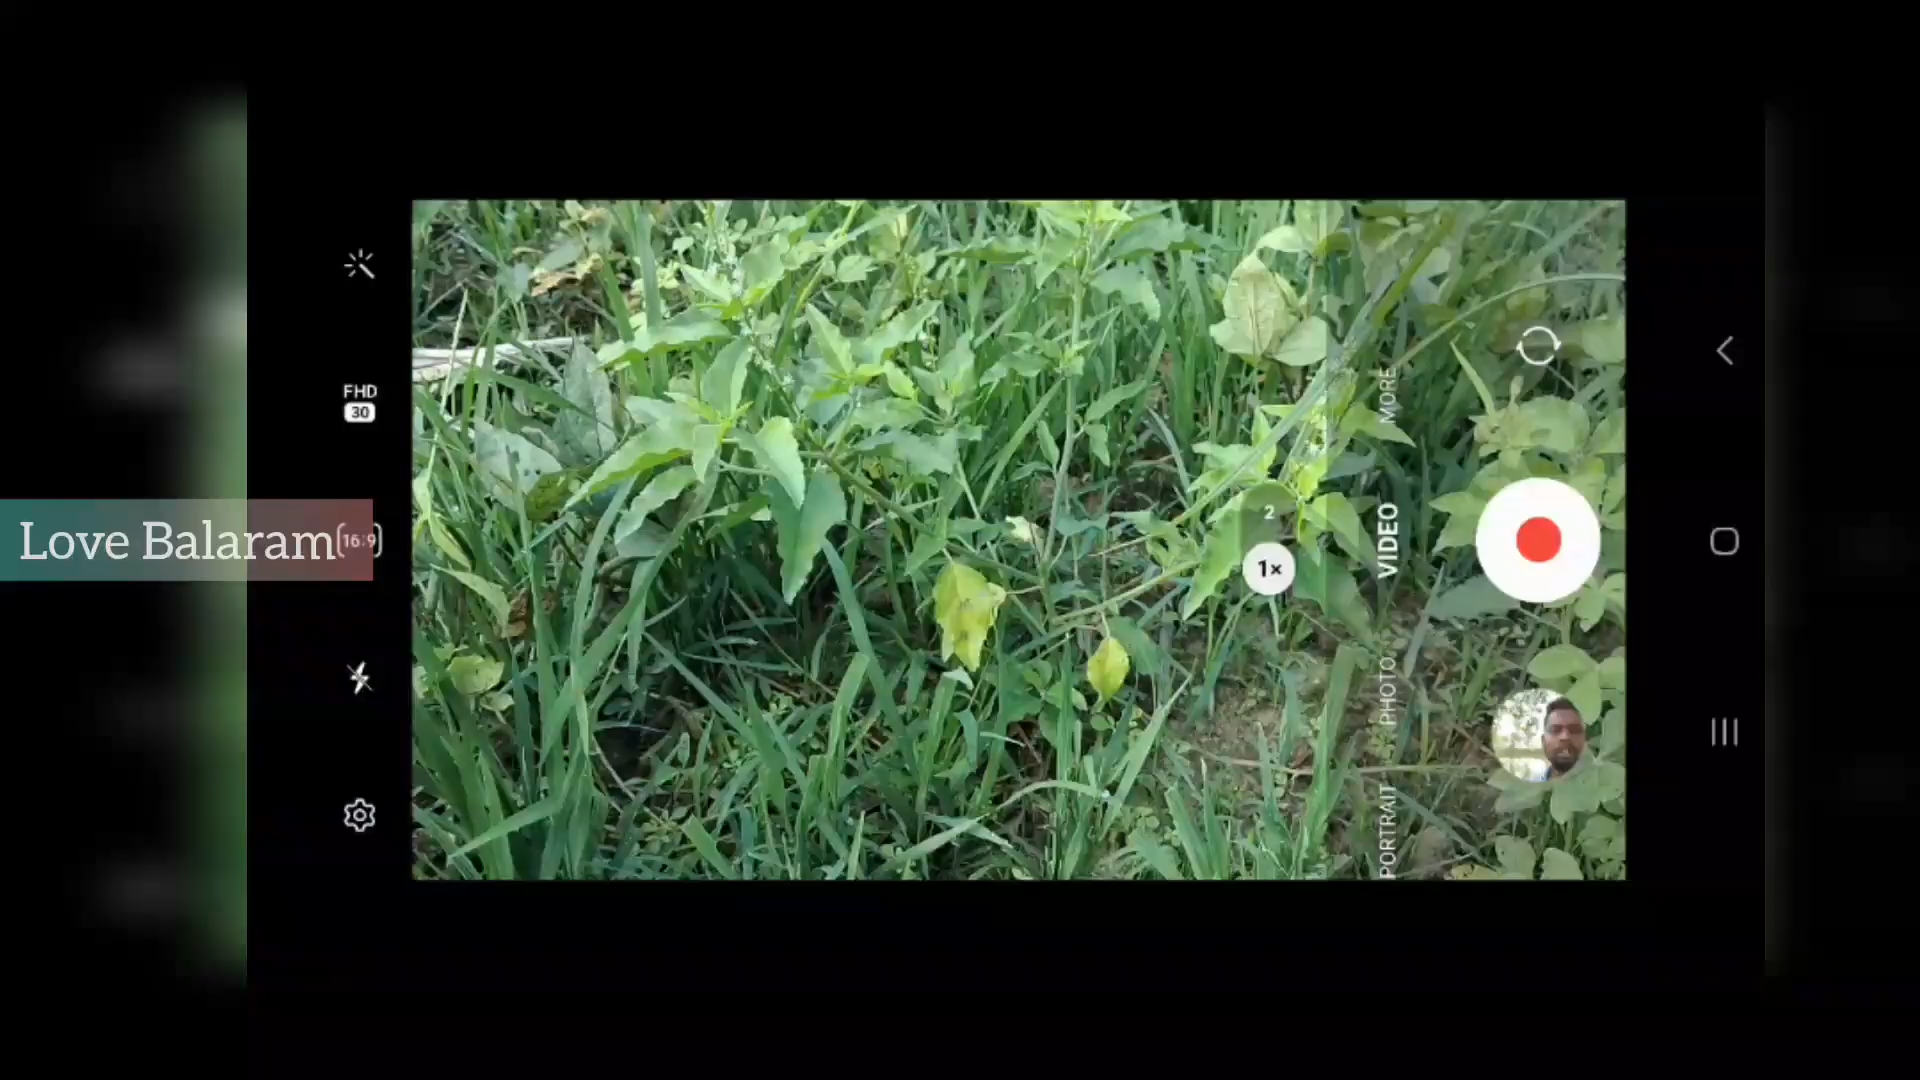 FHD
30
Love Balaram
16:9
2
1×
MORE
VIDEO
PHOTO
PORTRAIT